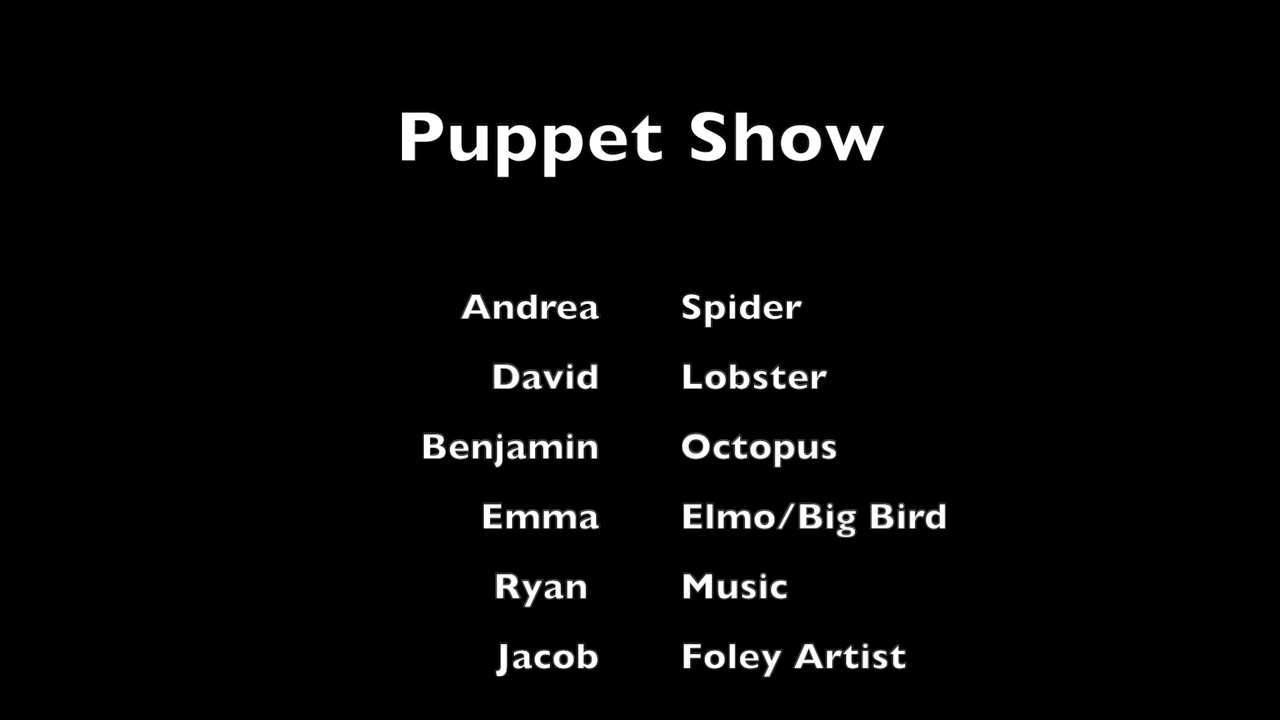 Puppet Show
Andrea Spider
David Lobster
Benjamin Octopus
Emma Elmo/Big Bird
Ryan Music
Jacob Foley Artist